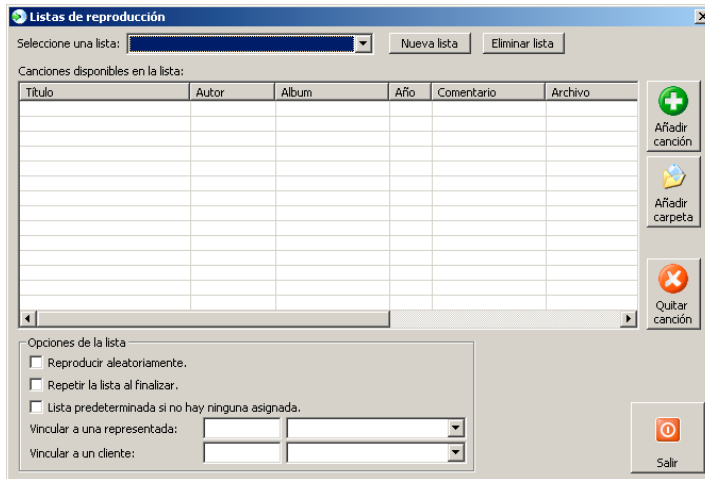 Listas de reproducción
Seleccione una lista:
Nueva lista
Eliminar lista
Canciones disponibles en la lista:
Título Autor Album Año Comentario Archivo
Añadir
canción
Añadir
carpeta
Quitar
canción
Opciones de la lista
Reproducir aleatoriamente.
Repetir la lista al finalizar.
Lista predeterminada si no hay ninguna asignada.
Vincular a una representada:
Vincular a un cliente:
Salir